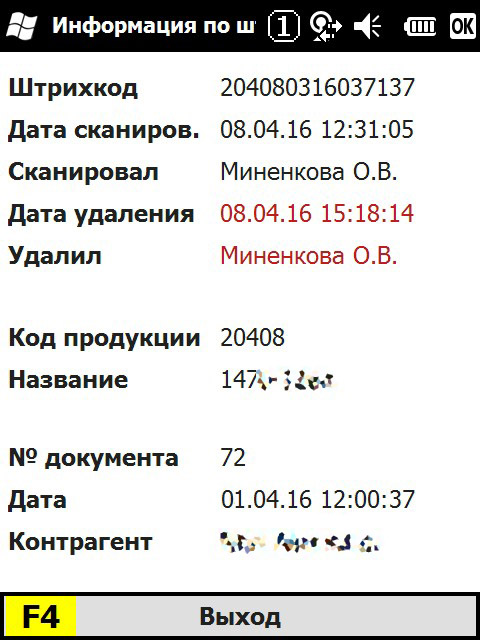 Информация по шт
1
OK
Штрихкод 204080316037137
Дата сканиров. 08.04.16 12:31:05
Сканировал Миненкова О.В.
Дата удаления 08.04.16 15:18:14
Удалил Миненкова О.В.
Код продукции 20408
Название 147
№ документа 72
Дата 01.04.16 12:00:37
Контрагент
F4 Выход